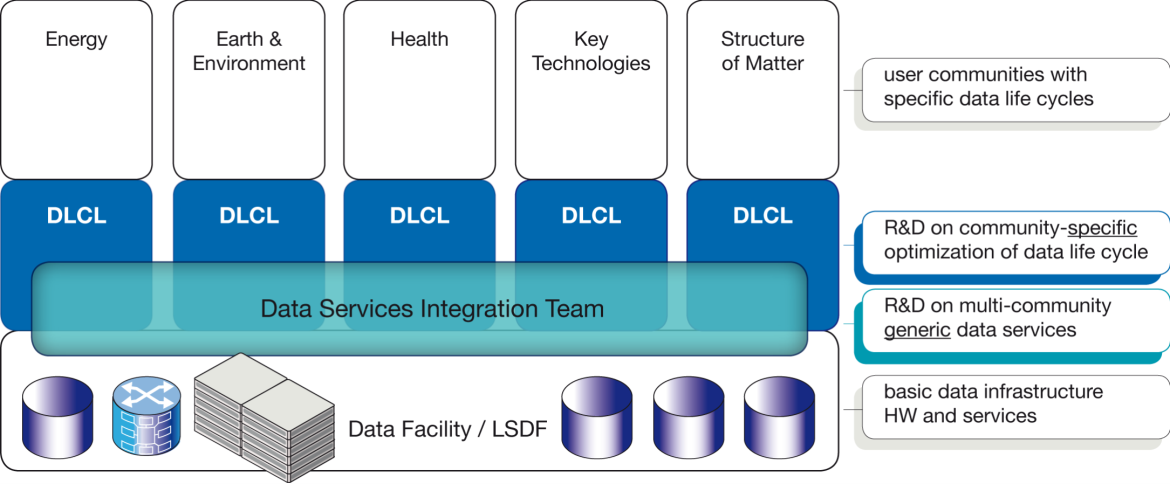 Energy
Earth &
Environment
Health
Key
Technologies
Structure
of Matter
user communities with
specific data life cycles
DLCL
DLCL
DLCL
DLCL
DLCL
R&D on community-specific
optimization of data life cycle
Data Services Integration Team
R&D on multi-community
generic data services
Data Facility / LSDF
basic data infrastructure
HW and services